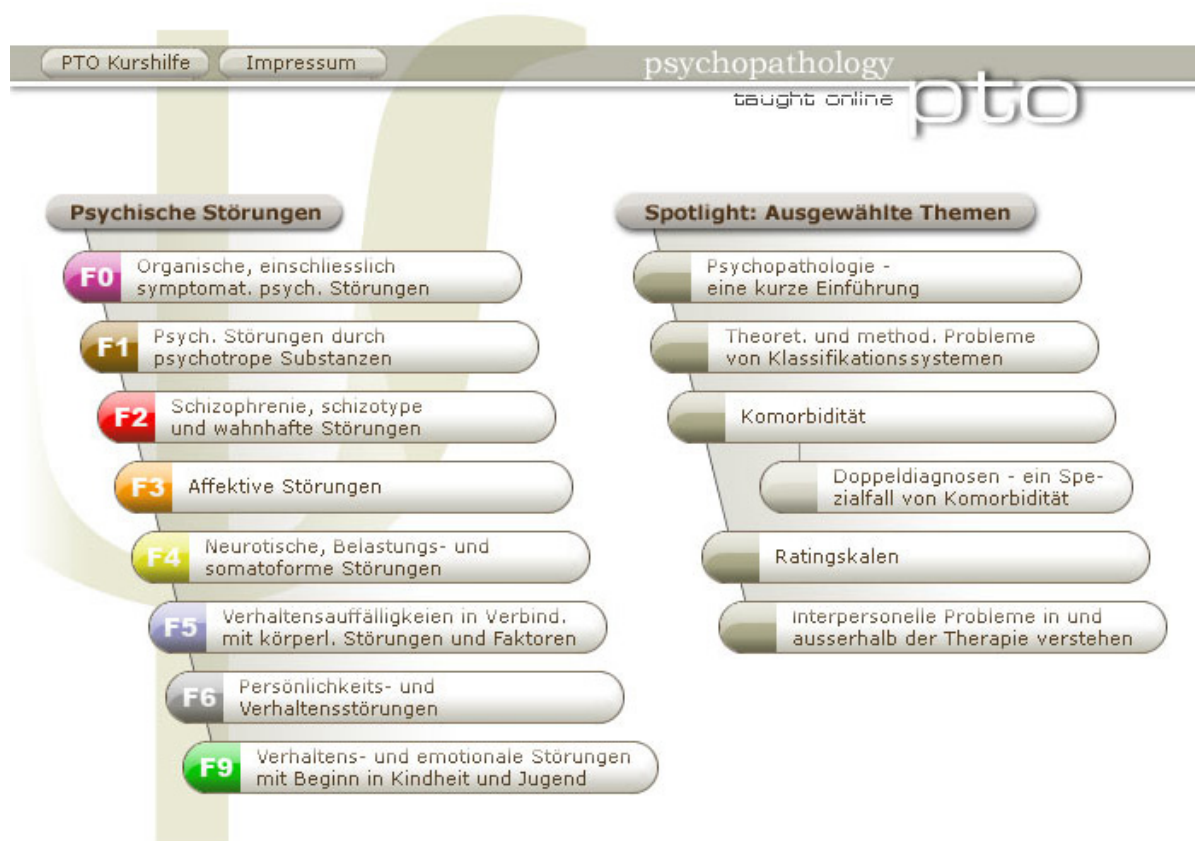 PTO Kurshilfe
Impressum
psychopathology
taught online
pto
Psychische Störungen
F0
Organische, einschliesslich
symptomat. psych. Störungen
F1
Psych. Störungen durch
psychotrope Substanzen
F2
Schizophrenie, schizotype
und wahnhafte Störungen
F3
Affektive Störungen
F4
Neurotische, Belastungs- und
somatoforme Störungen
F5
Verhaltensauffälligkeien in Verbind.
mit körperl. Störungen und Faktoren
F6
Persönlichkeits- und
Verhaltensstörungen
F9
Verhaltens- und emotionale Störungen
mit Beginn in Kindheit und Jugend
Spotlight: Ausgewählte Themen
Psychopathologie -
eine kurze Einführung
Theoret. und method. Probleme
von Klassifikationssystemen
Komorbidität
Doppeldiagnosen - ein Spe-
zialfall von Komorbidität
Ratingskalen
Interpersonelle Probleme in und
ausserhalb der Therapie verstehen